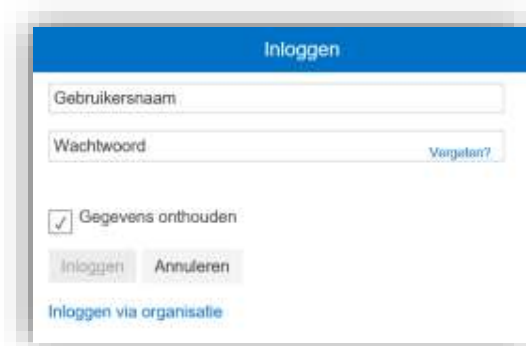 Inloggen
Gebruikersnaam
Wachtwoord Vergeten?
Gegevens onthouden
Inloggen Annuleren
Inloggen via organisatie